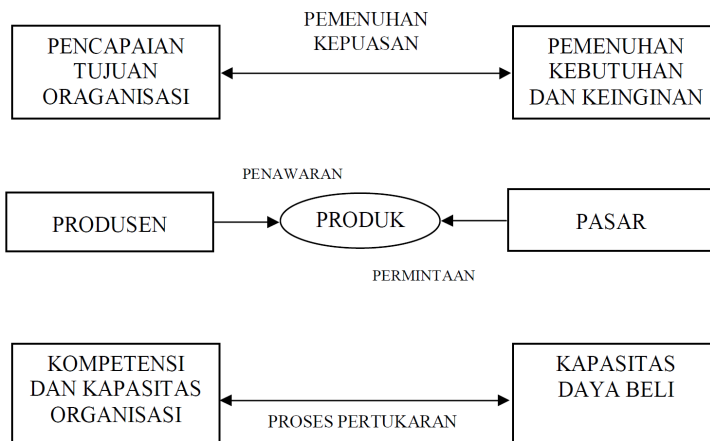 PENCAPAIAN
TUJUAN
ORAGANISASI
PEMENUHAN
KEPUASAN
PEMENUHAN
KEBUTUHAN
DAN KEINGINAN
PENAWARAN
PRODUSEN
PRODUK
PASAR
PERMINTAAN
KOMPETENSI
DAN KAPASITAS
ORGANISASI
PROSES PERTUKARAN
KAPASITAS
DAYA BELI